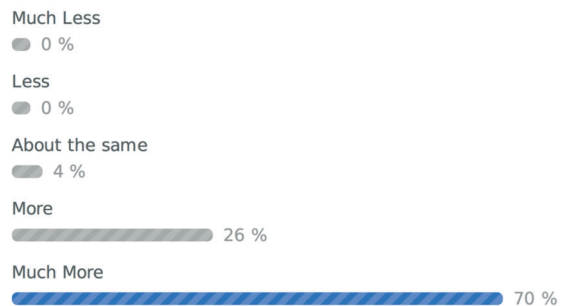 Much Less
0 %
Less
0 %
About the same
4 %
More
26 %
Much More
70 %